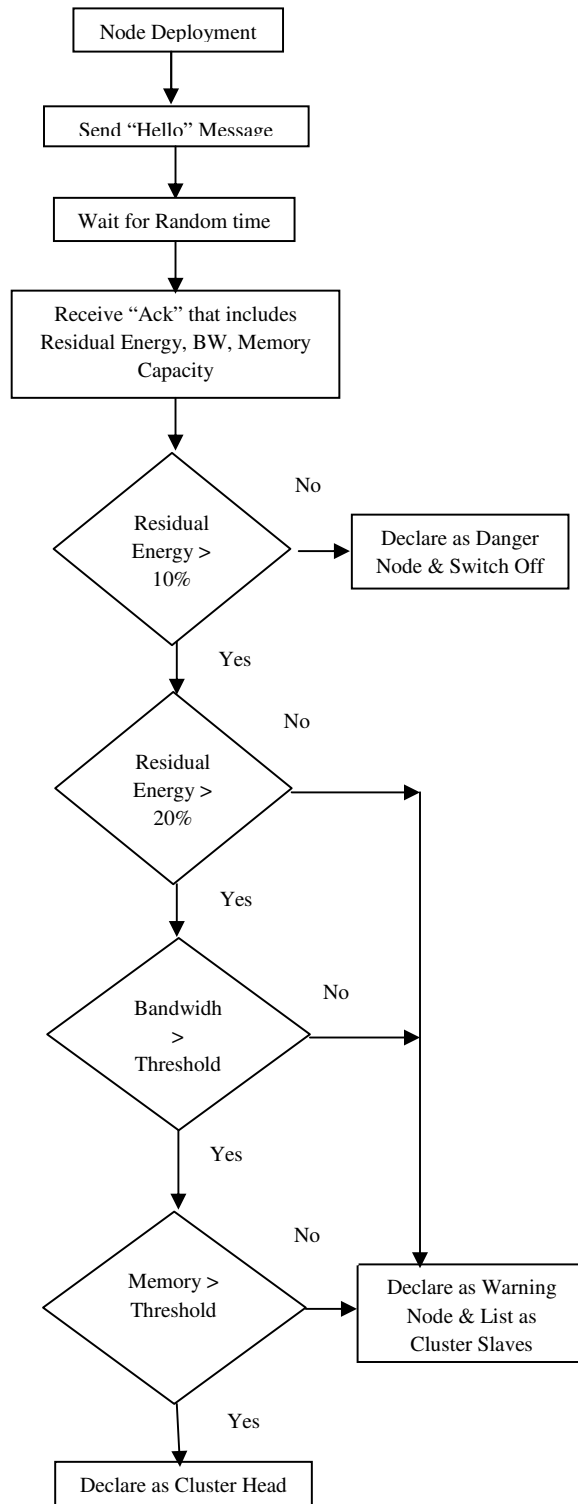 Node Deployment
Send “Hello” Message
Wait for Random time
Receive “Ack” that includes
Residual Energy, BW, Memory
Capacity
No
Residual
Energy >
10%
Declare as Danger
Node & Switch Off
Yes
No
Residual
Energy >
20%
Yes
No
Bandwidh
>
Threshold
Yes
No
Memory >
Threshold
Declare as Warning
Node & List as
Cluster Slaves
Yes
Declare as Cluster Head